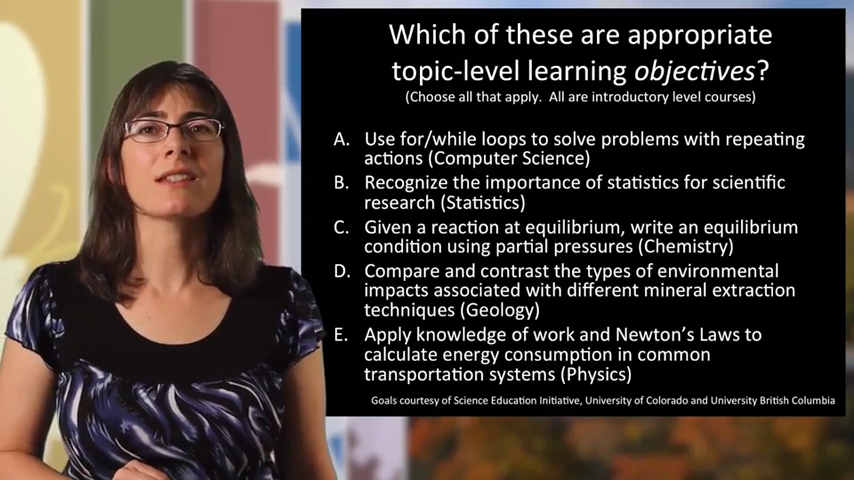 Which of these are appropriate
topic-level learning objectives?
(Choose all that apply. All are introductory level courses)
A. Use for/while loops to solve problems with repeating
actions (Computer Science)
B. Recognize the importance of statistics for scientific
research (Statistics)
C. Given a reaction at equilibrium, write an equilibrium
condition using partial pressures (Chemistry)
D. Compare and contrast the types of environmental
impacts associated with different mineral extraction
techniques (Geology)
E. Apply knowledge of work and Newton's Laws to
calculate energy consumption in common
transportation systems (Physics)
Goals courtesy of Science Education Initiative, University of Colorado and University British Columbia